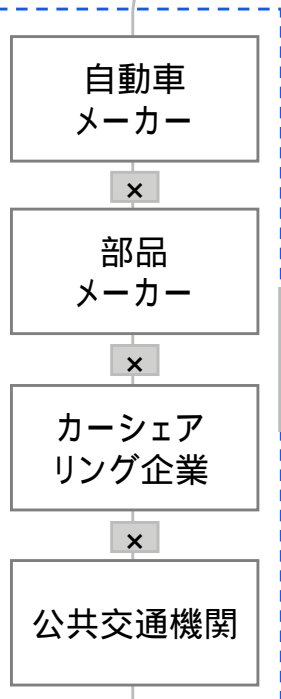 自動車
メーカー
×
部品
メーカー
×
カーシェア
リング企業
×
公共交通機関